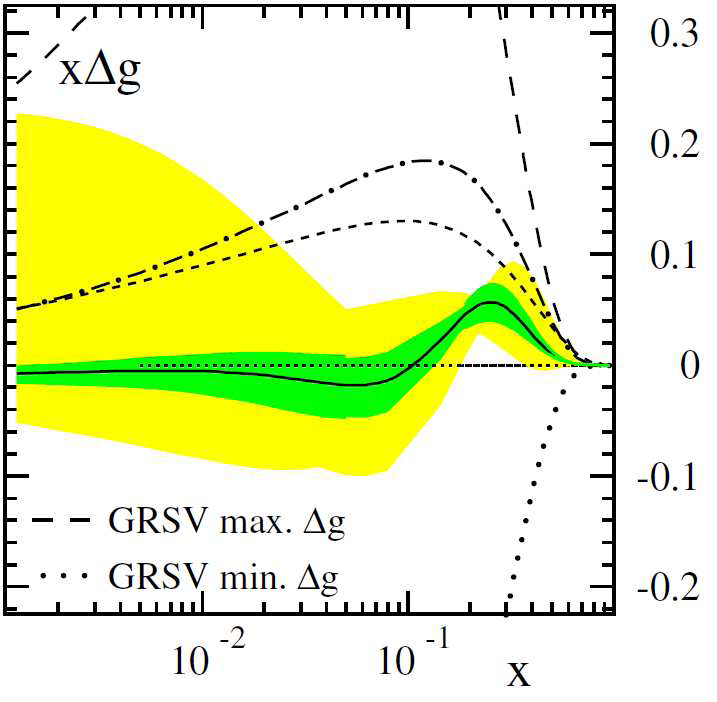 xΔg
0.3
0.2
0.1
0
-0.1
-0.2
GRSV max. Δg
GRSV min. Δg
10 -2
10 -1
x